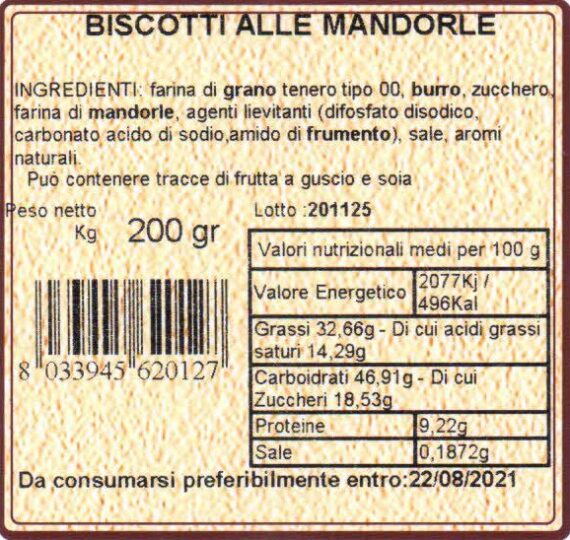 BISCOTTI ALLE MANDORLE
INGREDIENTI: farina di grano tenero tipo 00, burro, zucchero,
farina di mandorle, agenti lievitanti (difosfato disodico,
carbonato acido di sodio,amido di frumento), sale, aromi
naturali.
Può contenere tracce di frutta a guscio e soia
Peso netto
Kg 200 gr
Lotto :201125
Valori nutrizionali medi per 100 g
Valore Energetico 2077Kj /
496Kal
Grassi 32,66g - Di cui acidi grassi
saturi 14,29g
Carboidrati 46,91g - Di cui
Zuccheri 18,53g
Proteine 9,22g
Sale 0,1872g
8 033945 620127
Da consumarsi preferibilmente entro:22/08/2021